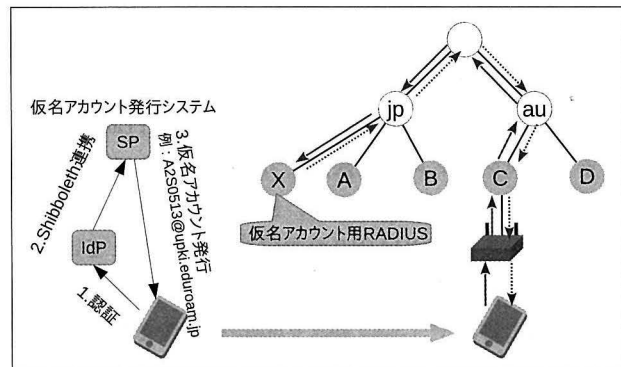 仮名アカウント発行システム
SP
2.Shibboleth連携
3.仮名アカウント発行
例：A2S0513@upki.eduroam.jp
IdP
1.認証
jp
au
X
A
B
C
D
仮名アカウント用RADIUS